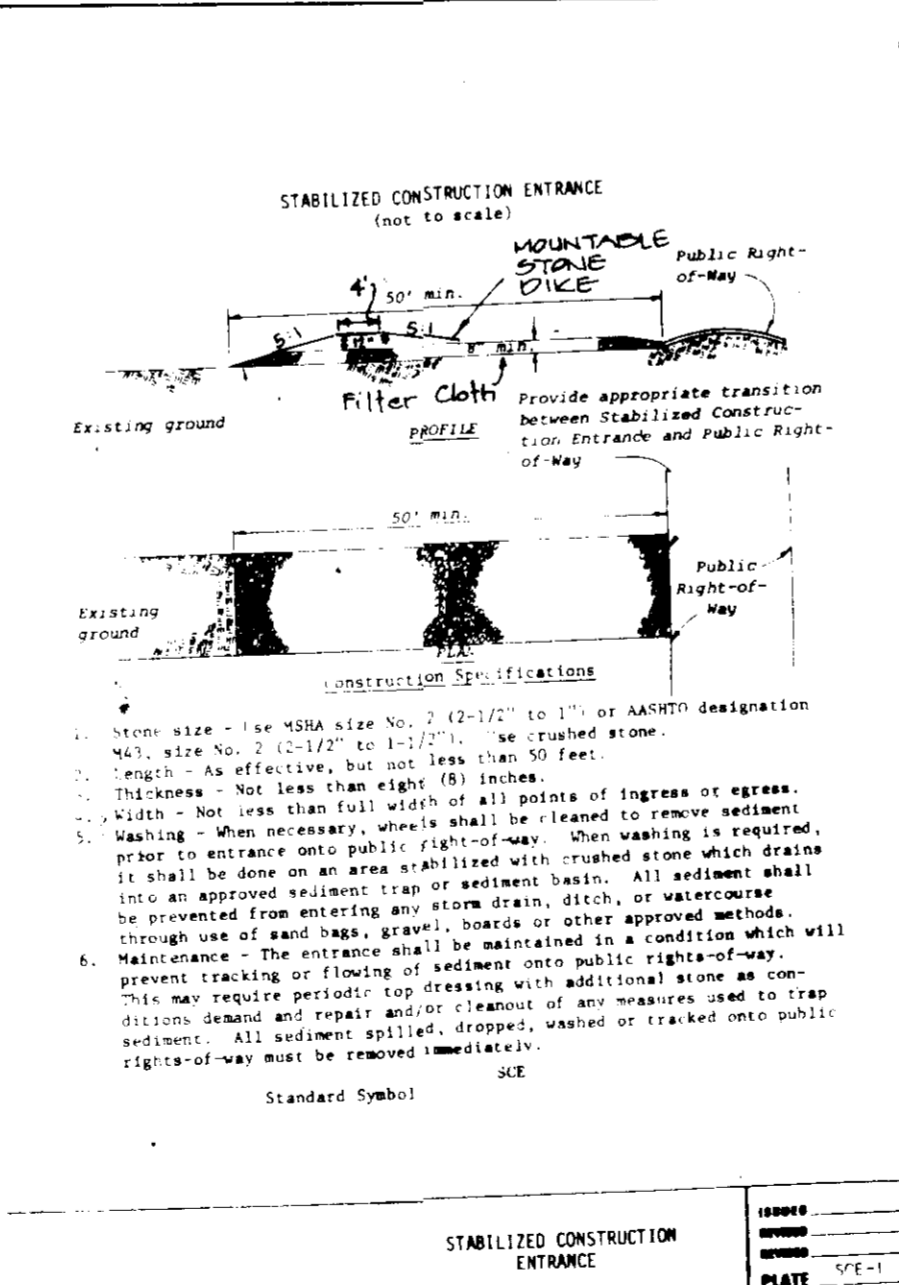 STABILIZED CONSTRUCTION ENTRANCE
(not to scale)
MOUNTABLE
STONE
DIKE
Public Right-
of-Way
4'
50' min.
5:1
5:1
12"
8" min.
Filter Cloth
Existing ground
PROFILE
Provide appropriate transition
between Stabilized Construc-
tion Entrance and Public Right-
of-Way
50' min.
Existing
ground
Public
Right-of-
Way
PLAN
Construction Specifications
1. Stone size - Use MSHA size No. 2 (2-1/2" to 1") or AASHTO designation
M43, size No. 2 (2-1/2" to 1-1/2"). Use crushed stone.
2. Length - As effective, but not less than 50 feet.
Thickness - Not less than eight (8) inches.
Width - Not less than full width of all points of ingress or egress.
5. Washing - When necessary, wheels shall be cleaned to remove sediment
prior to entrance onto public right-of-way. When washing is required,
it shall be done on an area stabilized with crushed stone which drains
into an approved sediment trap or sediment basin. All sediment shall
be prevented from entering any storm drain, ditch, or watercourse
through use of sand bags, gravel, boards or other approved methods.
6. Maintenance - The entrance shall be maintained in a condition which will
prevent tracking or flowing of sediment onto public rights-of-way.
This may require periodic top dressing with additional stone as con-
ditions demand and repair and/or cleanout of any measures used to trap
sediment. All sediment spilled, dropped, washed or tracked onto public
rights-of-way must be removed immediately.
SCE
Standard Symbol
STABILIZED CONSTRUCTION
ENTRANCE
ISSUED
REVISED
REVISED
PLATE SCE-1